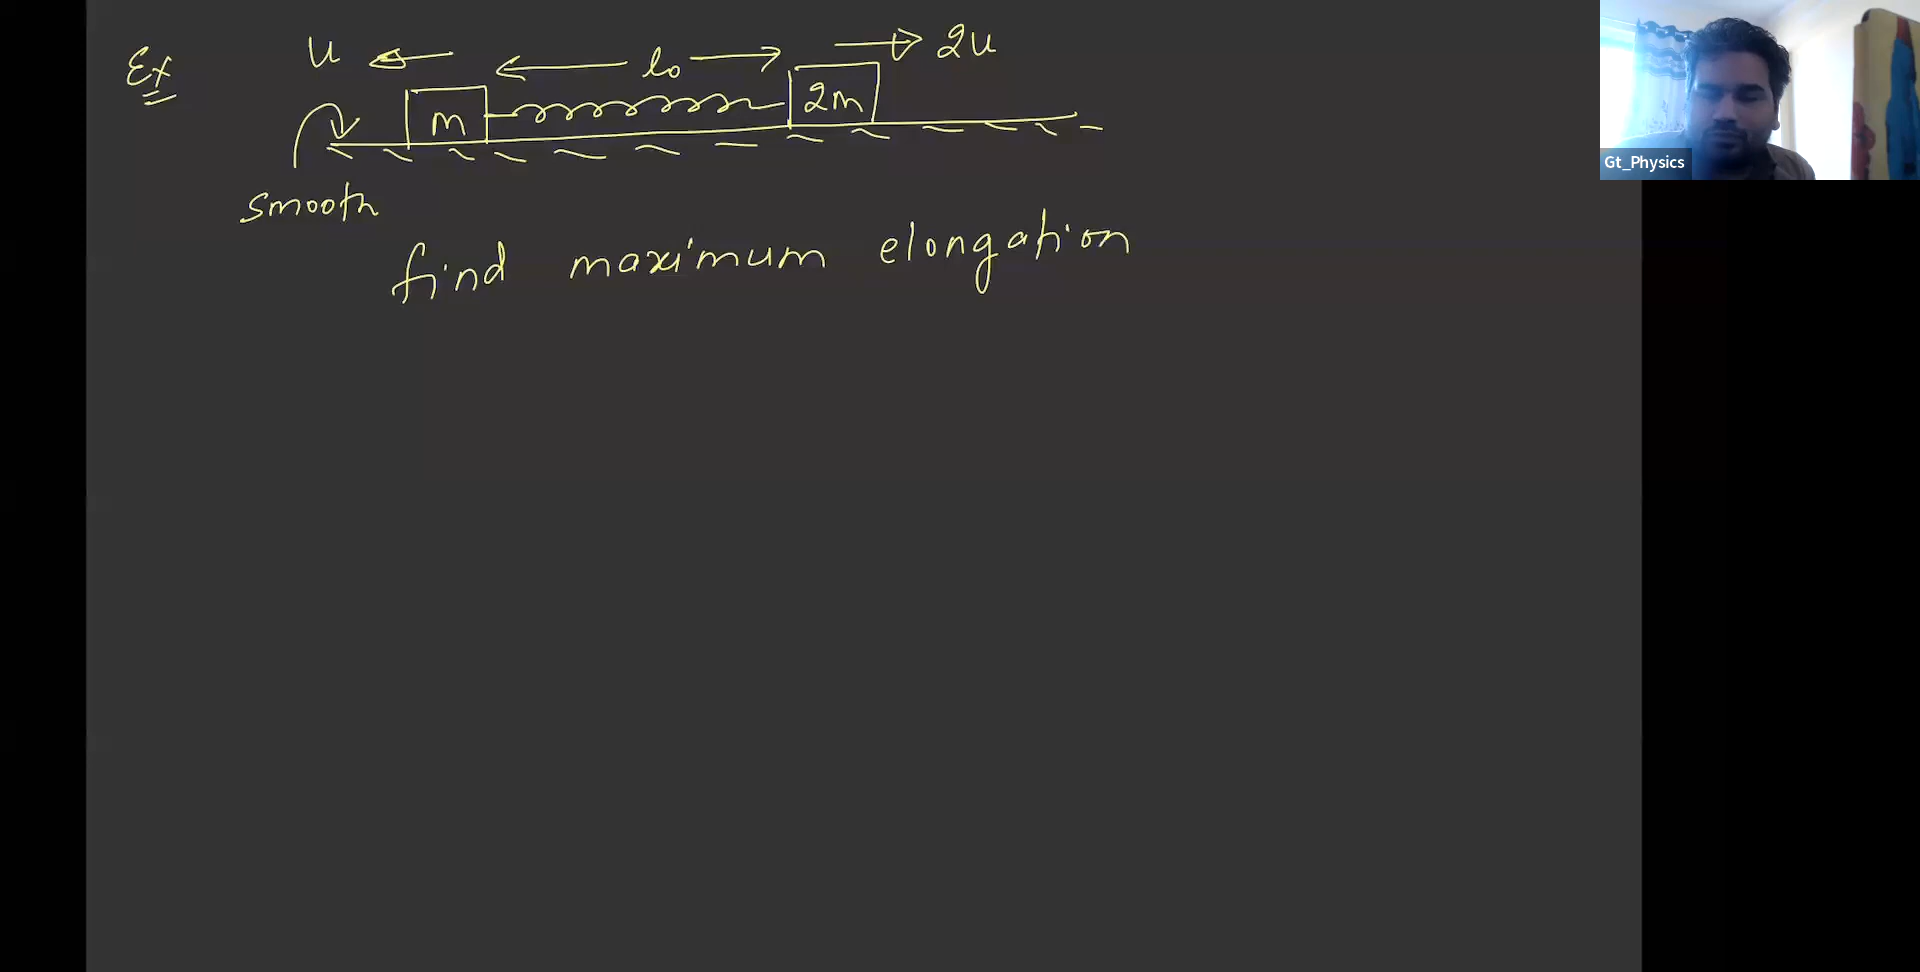 Ex u l₀ 2u
m 2m
smooth
find maximum elongation
Gt_Physics